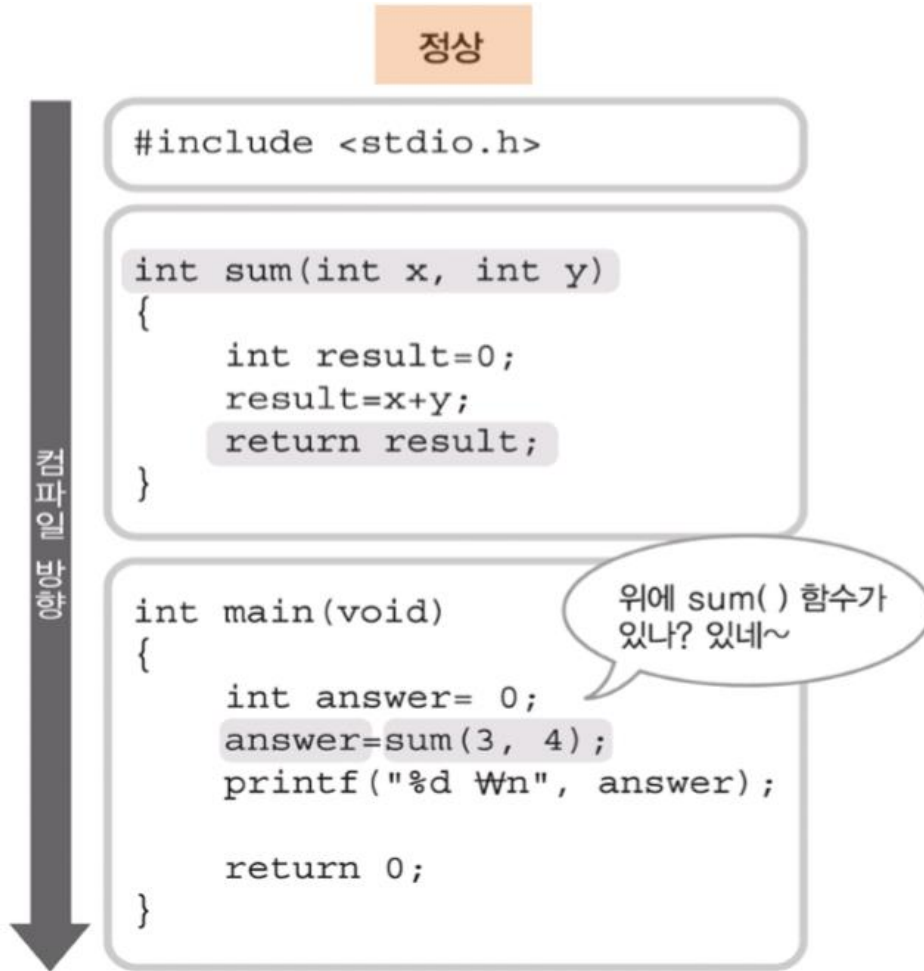 정상
컴파일 방향
#include <stdio.h>
int sum(int x, int y)
{
int result=0;
result=x+y;
return result;
}
int main(void)
{
int answer= 0;
answer=sum(3, 4);
printf("%d ₩n", answer);
return 0;
}
위에 sum( ) 함수가
있나? 있네~